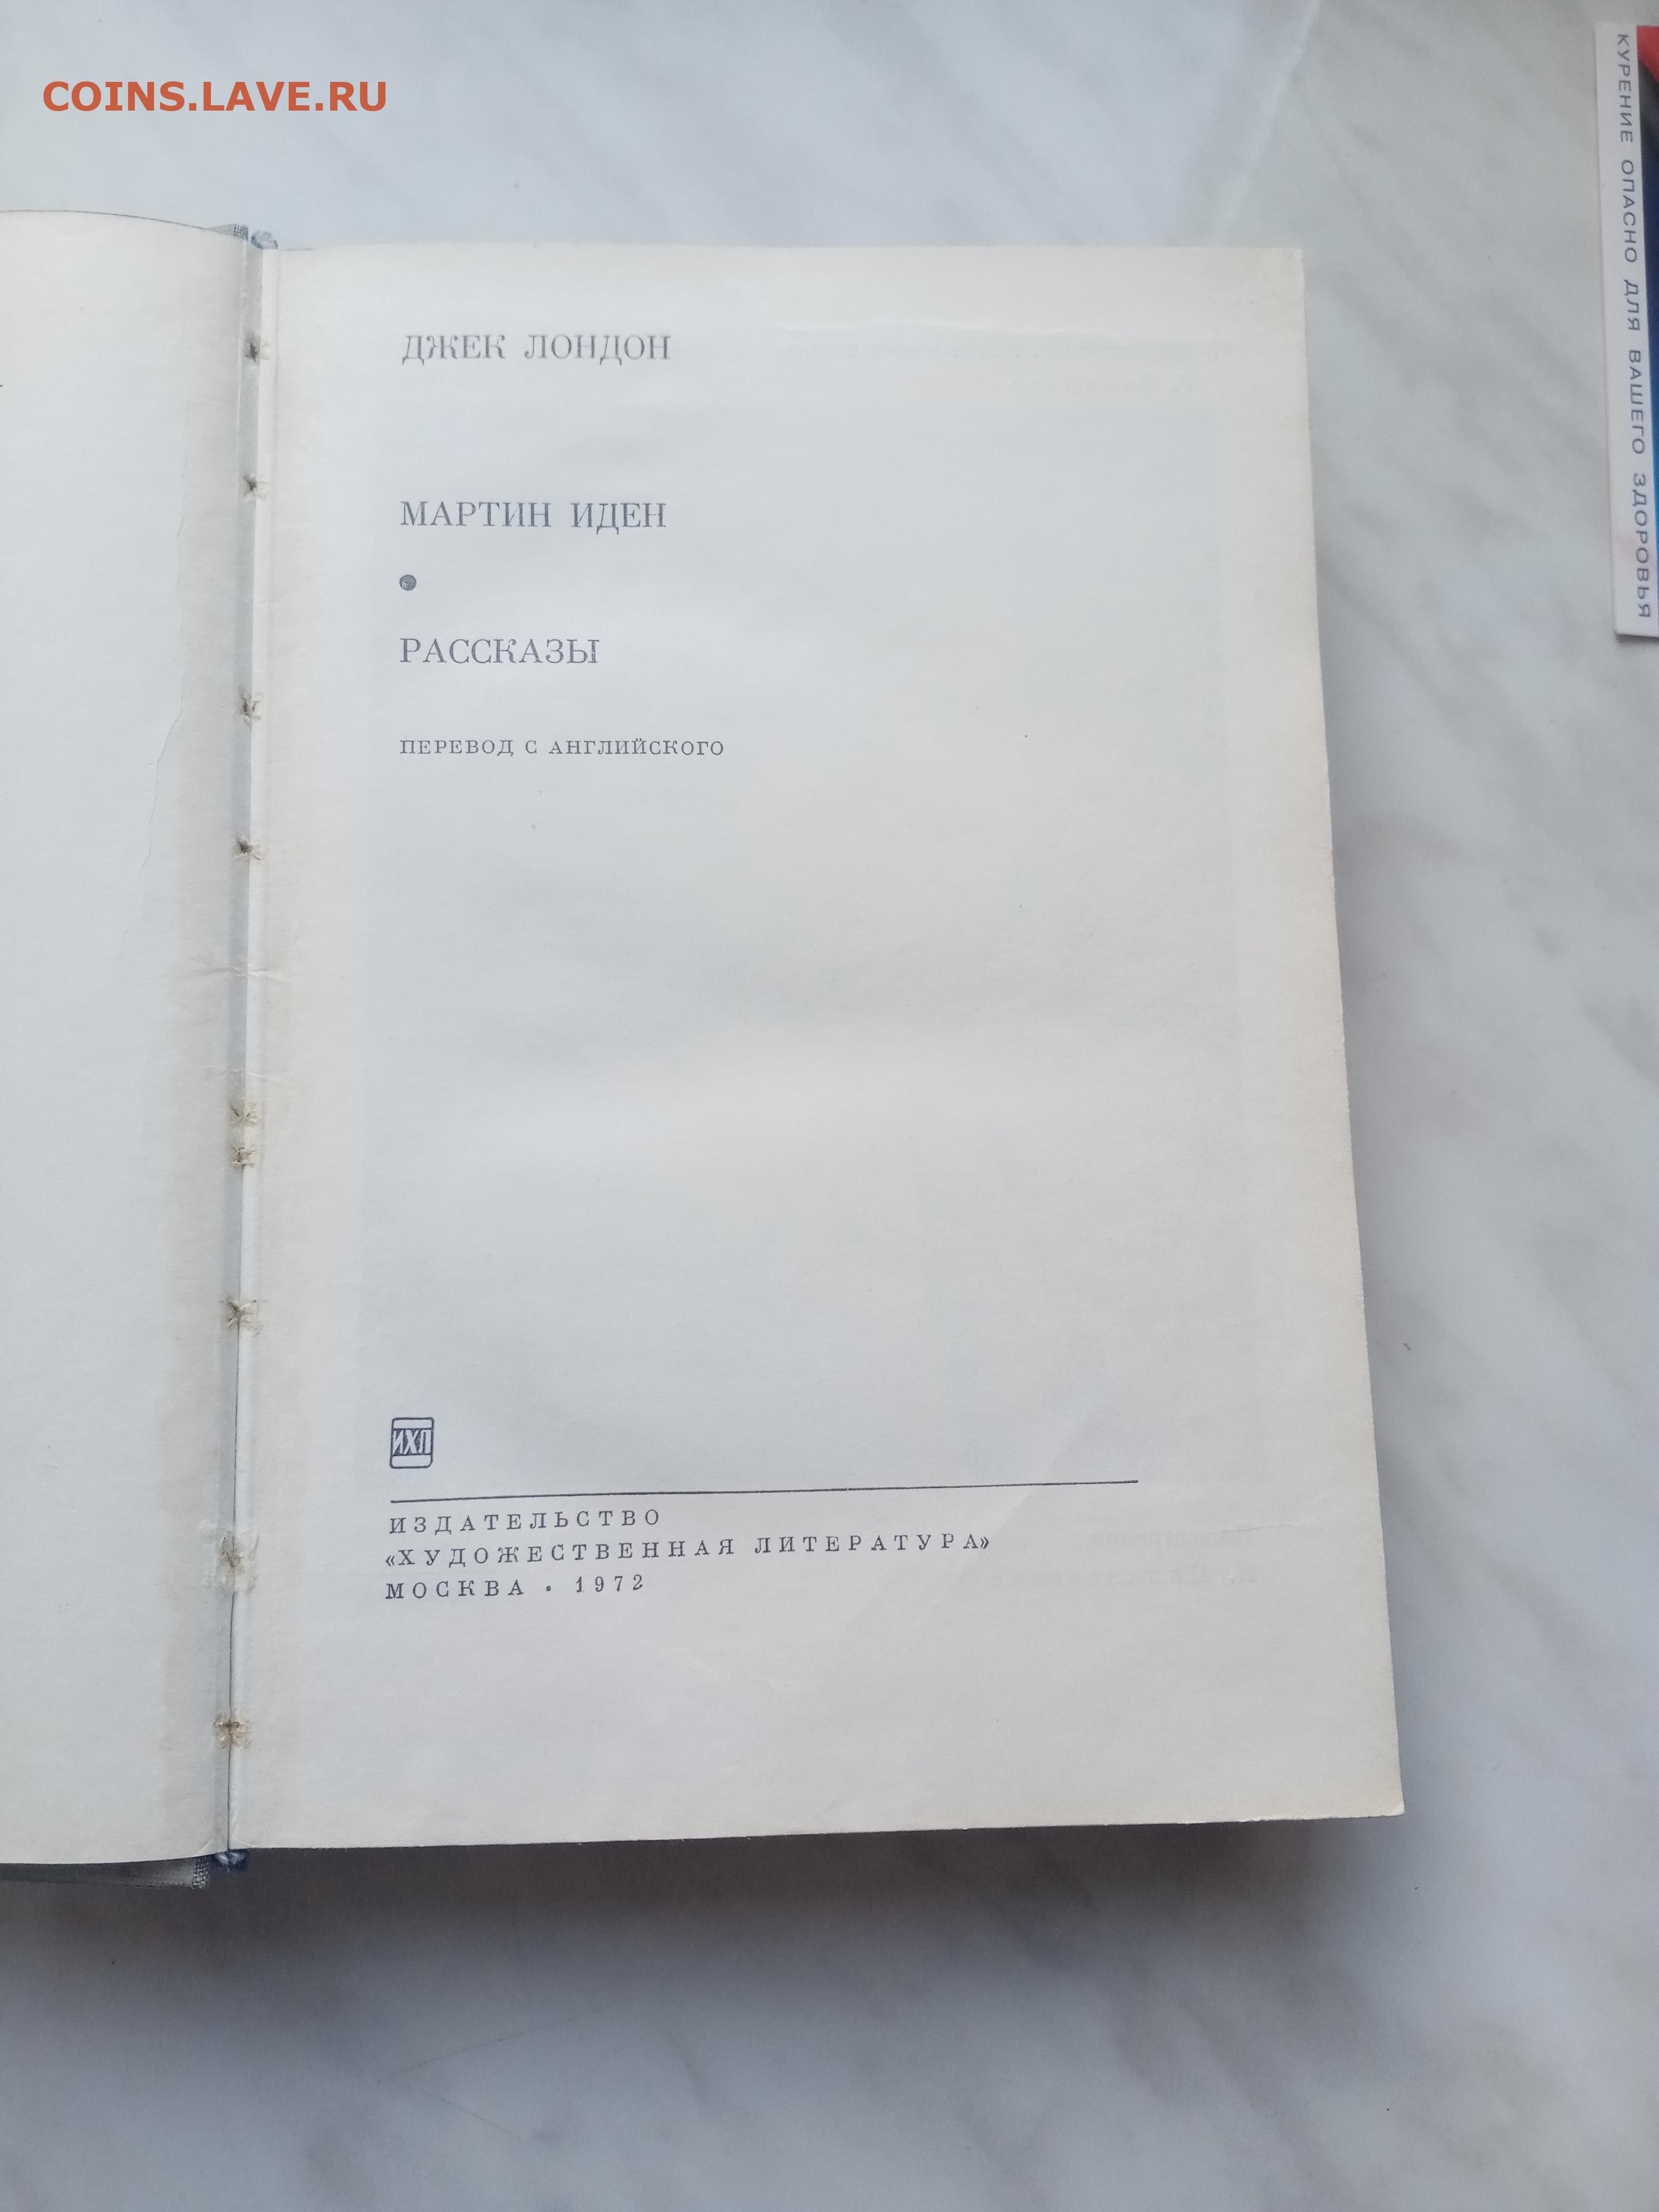 COINS.LAVE.RU
КУРЕНИЕ ОПАСНО ДЛЯ ВАШЕГО ЗДОРОВЬЯ
ДЖЕК ЛОНДОН
МАРТИН ИДЕН
•
РАССКАЗЫ
ПЕРЕВОД С АНГЛИЙСКОГО
ИХЛ
ИЗДАТЕЛЬСТВО
«ХУДОЖЕСТВЕННАЯ ЛИТЕРАТУРА»
МОСКВА • 1972